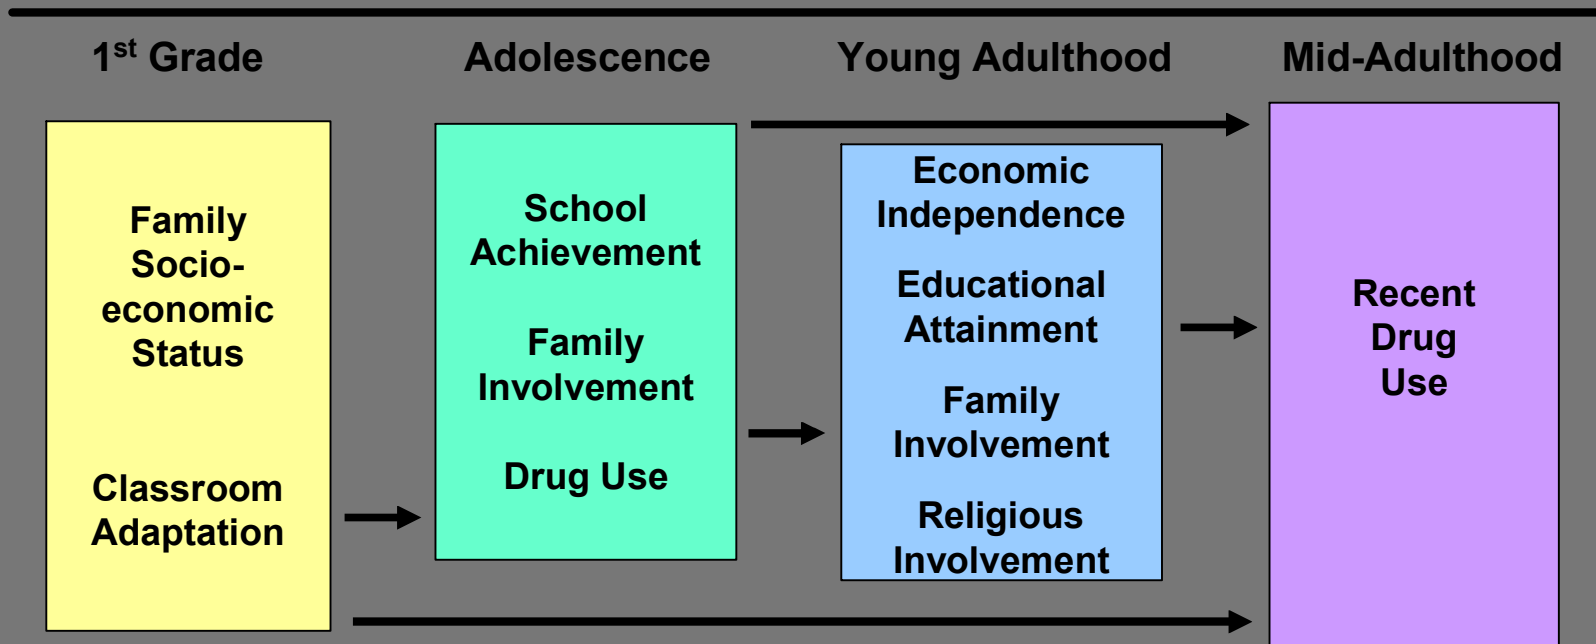 1st Grade
Adolescence
Young Adulthood
Mid-Adulthood
Family
Socio-
economic
Status
Classroom
Adaptation
School
Achievement
Family
Involvement
Drug Use
Economic
Independence
Educational
Attainment
Family
Involvement
Religious
Involvement
Recent
Drug
Use